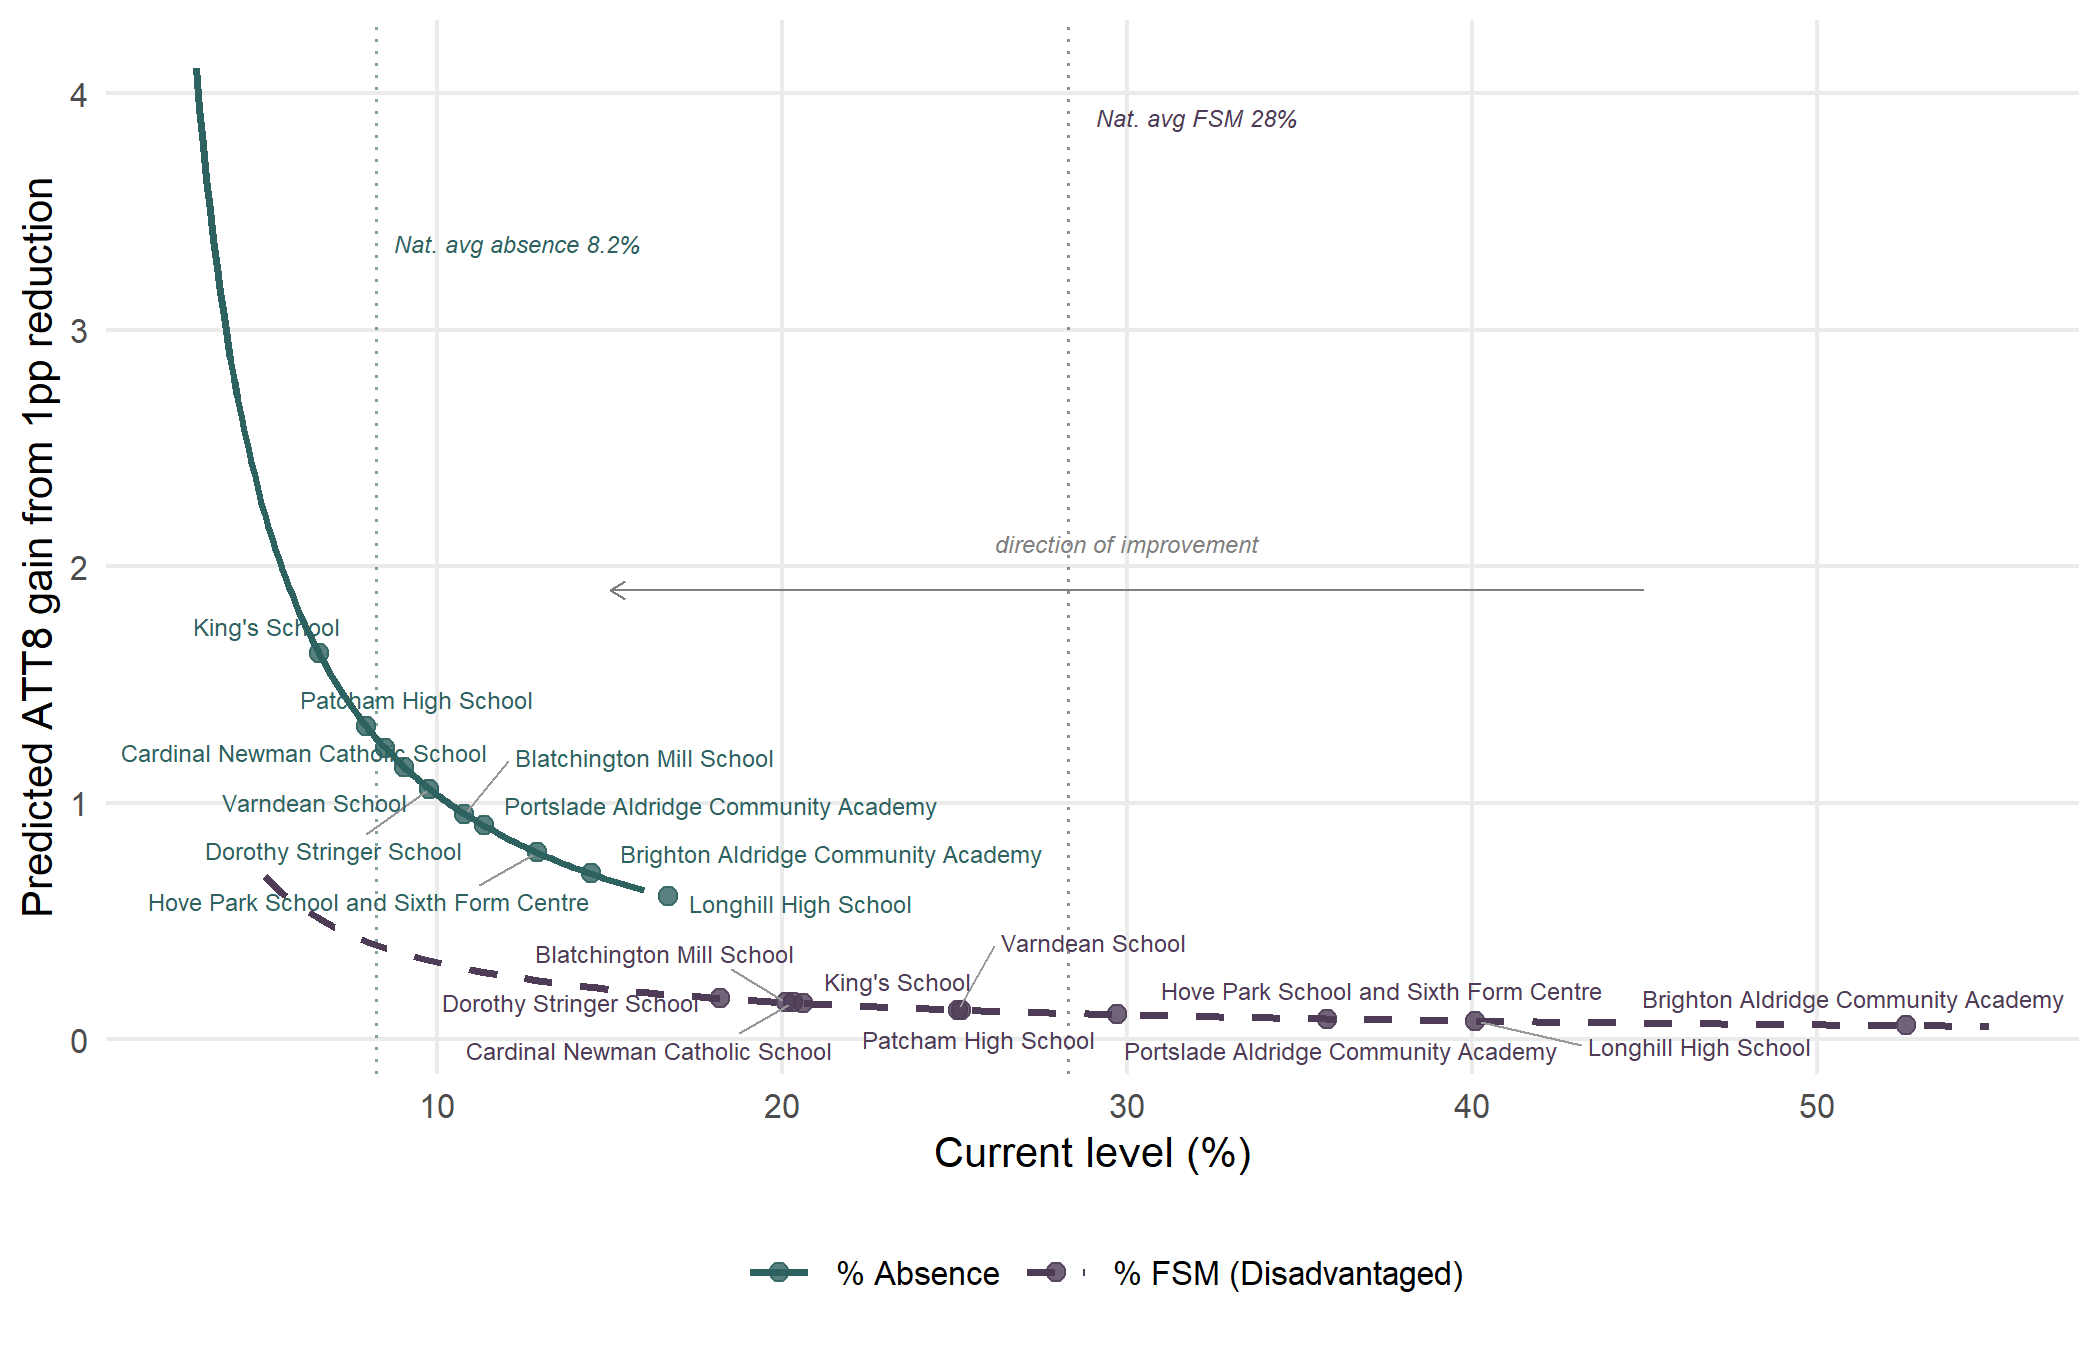 Predicted ATT8 gain from 1pp reduction
4
3
2
1
0
Nat. avg FSM 28%
Nat. avg absence 8.2%
direction of improvement
King's School
Patcham High School
Cardinal Newman Catholic School
Blatchington Mill School
Varndean School
Portslade Aldridge Community Academy
Dorothy Stringer School
Brighton Aldridge Community Academy
Hove Park School and Sixth Form Centre
Longhill High School
Blatchington Mill School
Varndean School
King's School
Dorothy Stringer School
Hove Park School and Sixth Form Centre
Brighton Aldridge Community Academy
Cardinal Newman Catholic School
Patcham High School
Portslade Aldridge Community Academy
Longhill High School
10
20
30
40
50
Current level (%)
% Absence
% FSM (Disadvantaged)